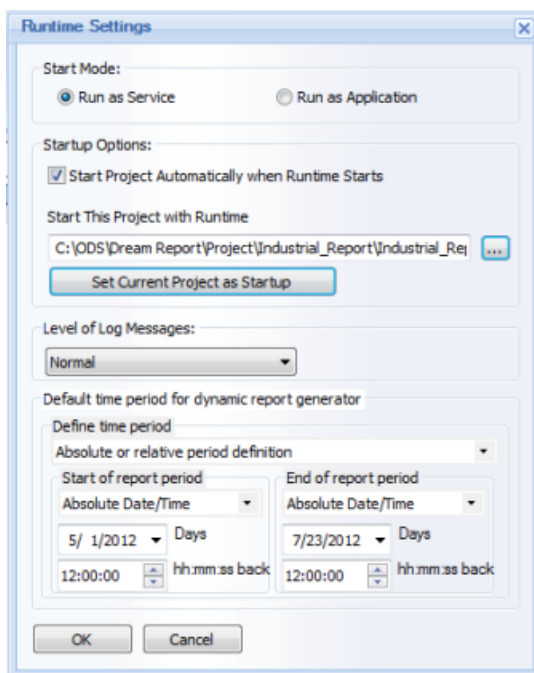 Runtime Settings
Start Mode:
Run as Service Run as Application
Startup Options:
Start Project Automatically when Runtime Starts
Start This Project with Runtime
C:\ODS\Dream Report\Project\Industrial_Report\Industrial_Rep ...
Set Current Project as Startup
Level of Log Messages:
Normal
Default time period for dynamic report generator
Define time period
Absolute or relative period definition
Start of report period End of report period
Absolute Date/Time Absolute Date/Time
5/ 1/2012 Days 7/23/2012 Days
12:00:00 hh:mm:ss back 12:00:00 hh:mm:ss back
OK Cancel